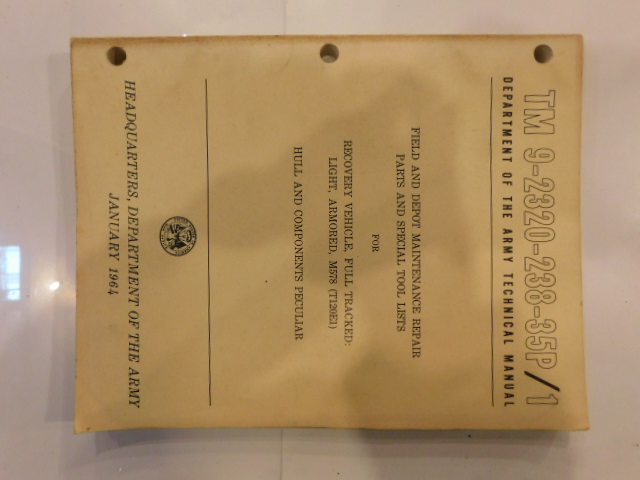 TM 9-2320-238-35P/1
DEPARTMENT OF THE ARMY TECHNICAL MANUAL
FIELD AND DEPOT MAINTENANCE REPAIR
PARTS AND SPECIAL TOOL LISTS
FOR
RECOVERY VEHICLE, FULL TRACKED:
LIGHT, ARMORED, M578 (T120E1)
HULL AND COMPONENTS PECULIAR
HEADQUARTERS, DEPARTMENT OF THE ARMY
JANUARY 1964